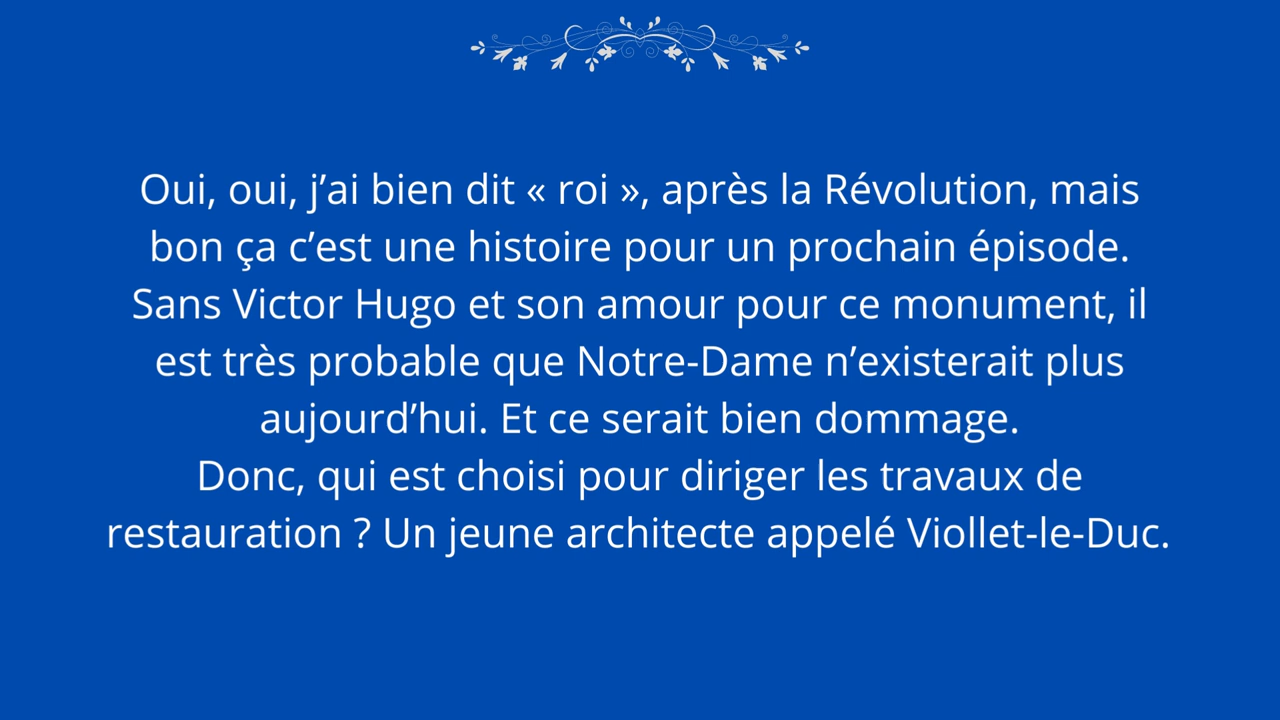 Oui, oui, j’ai bien dit « roi », après la Révolution, mais
bon ça c’est une histoire pour un prochain épisode.
Sans Victor Hugo et son amour pour ce monument, il
est très probable que Notre-Dame n’existerait plus
aujourd’hui. Et ce serait bien dommage.
Donc, qui est choisi pour diriger les travaux de
restauration ? Un jeune architecte appelé Viollet-le-Duc.